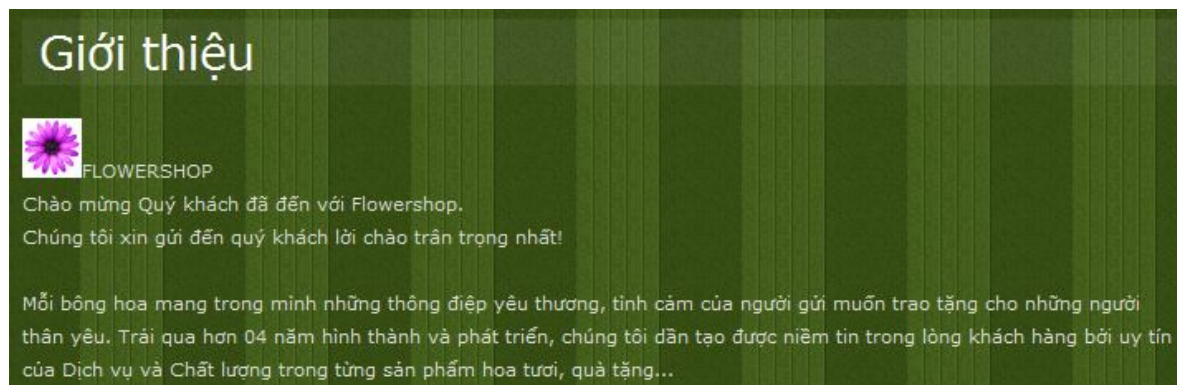 Giới thiệu
FLOWERSHOP
Chào mừng Quý khách đã đến với Flowershop.
Chúng tôi xin gửi đến quý khách lời chào trân trọng nhất!
Mỗi bông hoa mang trong mình những thông điệp yêu thương, tình cảm của người gửi muốn trao tặng cho những người
thân yêu. Trải qua hơn 04 năm hình thành và phát triển, chúng tôi dần tạo được niềm tin trong lòng khách hàng bởi uy tín
của Dịch vụ và Chất lượng trong từng sản phẩm hoa tươi, quà tặng...